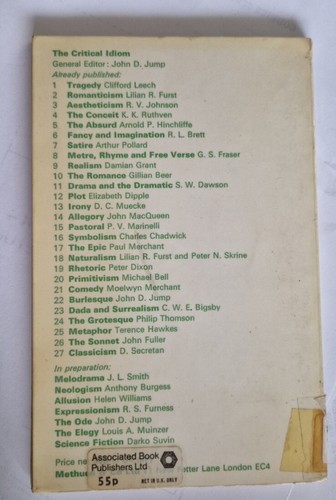 The Critical Idiom
General Editor: John D. Jump
Already published:
1 Tragedy Clifford Leech
2 Romanticism Lilian R. Furst
3 Aestheticism R. V. Johnson
4 The Conceit K. K. Ruthven
5 The Absurd Arnold P. Hinchliffe
6 Fancy and Imagination R. L. Brett
7 Satire Arthur Pollard
8 Metre, Rhyme and Free Verse G. S. Fraser
9 Realism Damian Grant
10 The Romance Gillian Beer
11 Drama and the Dramatic S. W. Dawson
12 Plot Elizabeth Dipple
13 Irony D. C. Muecke
14 Allegory John MacQueen
15 Pastoral P. V. Marinelli
16 Symbolism Charles Chadwick
17 The Epic Paul Merchant
18 Naturalism Lilian R. Furst and Peter N. Skrine
19 Rhetoric Peter Dixon
20 Primitivism Michael Bell
21 Comedy Moelwyn Merchant
22 Burlesque John D. Jump
23 Dada and Surrealism C. W. E. Bigsby
24 The Grotesque Philip Thomson
25 Metaphor Terence Hawkes
26 The Sonnet John Fuller
27 Classicism D. Secretan
In preparation:
Melodrama J. L. Smith
Neologism Anthony Burgess
Allusion Helen Williams
Expressionism R. S. Furness
The Ode John D. Jump
The Elegy Louis A. Muinzer
Science Fiction Darko Suvin
Associated Book
Publishers Ltd
55p NET IN U.K. ONLY
Price ne
Methu tter Lane London EC4